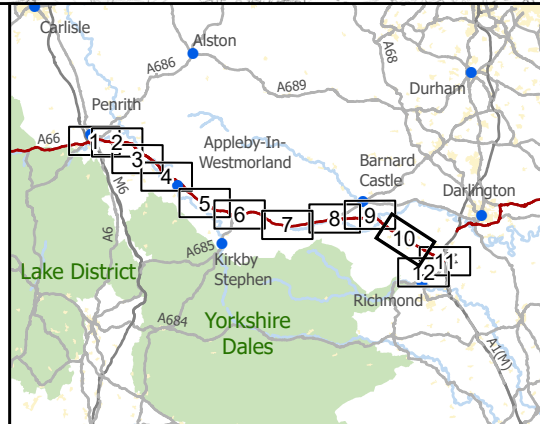 Carlisle
Alston
A68
A686
A689
Durham
Penrith
A66
1
2
3
4
Appleby-In-
Westmorland
Barnard
Castle
Darlington
M6
A6
5
6
7
8
9
10
11
12
A685
Kirkby
Stephen
Lake District
Richmond
A684
Yorkshire
Dales
A1(M)